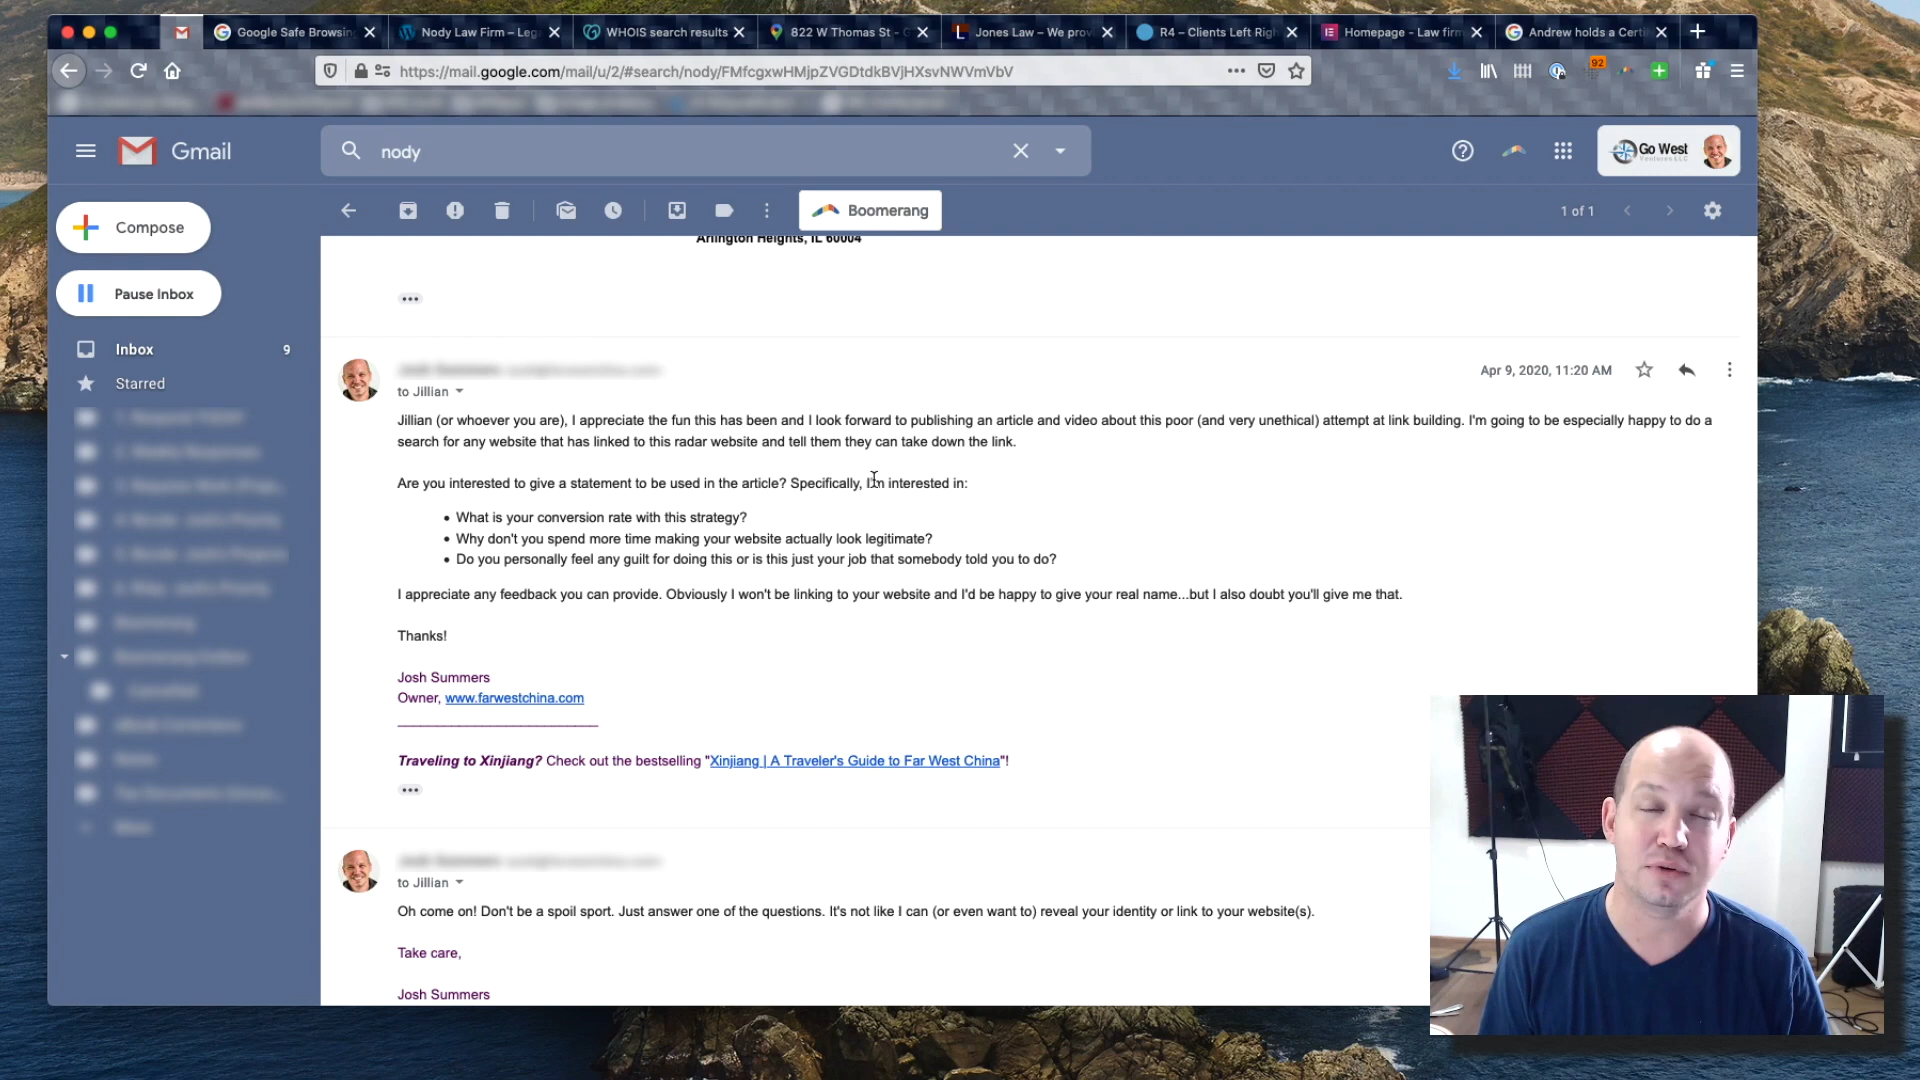 Google Safe Browsin
Nody Law Firm – Leg
WHOIS search results
822 W Thomas St - G
Jones Law – We prov
R4 – Clients Left Righ
Homepage - Law firm
Andrew holds a Certi
https://mail.google.com/mail/u/2/#search/nody/FMfcgxwHMjpZVGDtdkBVjHXsvNWVmVbV
92
Gmail
nody
Go West
Ventures LLC
Compose
Boomerang
1 of 1
Pause Inbox
Inbox 9
Starred
Arlington Heights, IL 60004
Apr 9, 2020, 11:20 AM
to Jillian
Jillian (or whoever you are), I appreciate the fun this has been and I look forward to publishing an article and video about this poor (and very unethical) attempt at link building. I'm going to be especially happy to do a
search for any website that has linked to this radar website and tell them they can take down the link.
Are you interested to give a statement to be used in the article? Specifically, I'm interested in:
• What is your conversion rate with this strategy?
• Why don't you spend more time making your website actually look legitimate?
• Do you personally feel any guilt for doing this or is this just your job that somebody told you to do?
I appreciate any feedback you can provide. Obviously I won't be linking to your website and I'd be happy to give your real name...but I also doubt you'll give me that.
Thanks!
Josh Summers
Owner, www.farwestchina.com
Traveling to Xinjiang? Check out the bestselling "Xinjiang | A Traveler's Guide to Far West China"!
to Jillian
Oh come on! Don't be a spoil sport. Just answer one of the questions. It's not like I can (or even want to) reveal your identity or link to your website(s).
Take care,
Josh Summers